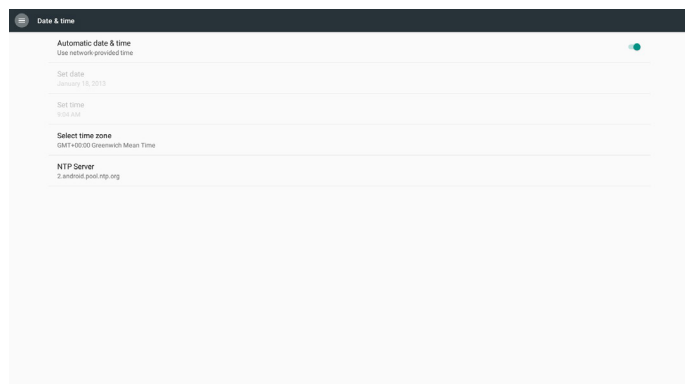 Date & time
Automatic date & time
Use network-provided time
Set date
January 18, 2013
Set time
9:04 AM
Select time zone
GMT+00:00 Greenwich Mean Time
NTP Server
2.android.pool.ntp.org